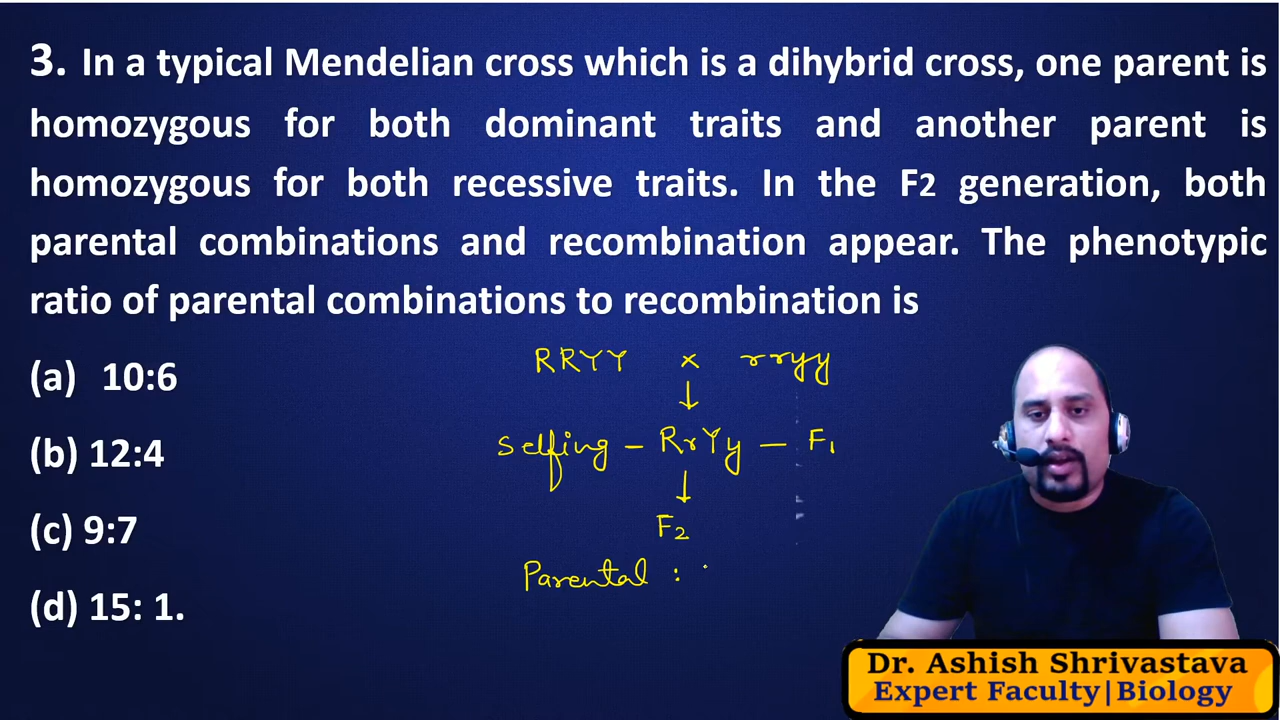 3. In a typical Mendelian cross which is a dihybrid cross, one parent is
homozygous for both dominant traits and another parent is
homozygous for both recessive traits. In the F2 generation, both
parental combinations and recombination appear. The phenotypic
ratio of parental combinations to recombination is
(a) 10:6
(b) 12:4
(c) 9:7
(d) 15: 1.
RRYY × rryy
↓
Selfing – RrYy – F1
↓
F2
Parental :
Dr. Ashish Shrivastava
Expert Faculty|Biology